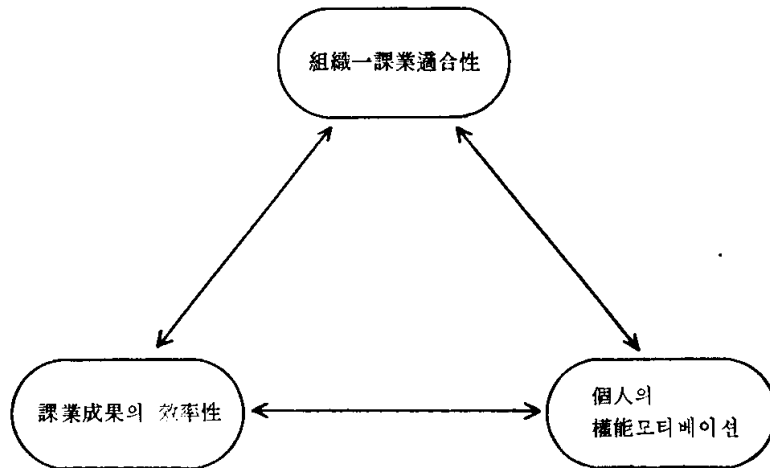 組織一課業適合性
課業成果의 效率性
個人의
權能모티베이션